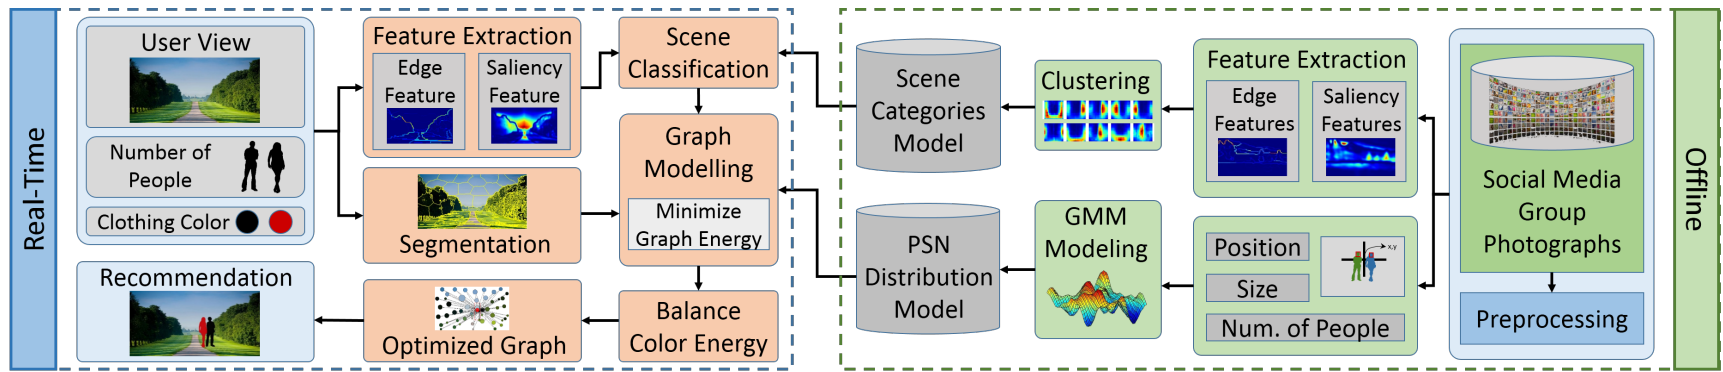 Real-Time
User View
Number of
People
Clothing Color
Recommendation
Feature Extraction
Edge
Feature
Saliency
Feature
Segmentation
Optimized Graph
Scene
Classification
Graph
Modelling
Minimize
Graph Energy
Balance
Color Energy
Scene
Categories
Model
PSN
Distribution
Model
Clustering
GMM
Modeling
Feature Extraction
Edge
Features
Saliency
Features
Position
Size
Num. of People
x,y
Social Media
Group
Photographs
Preprocessing
Offline